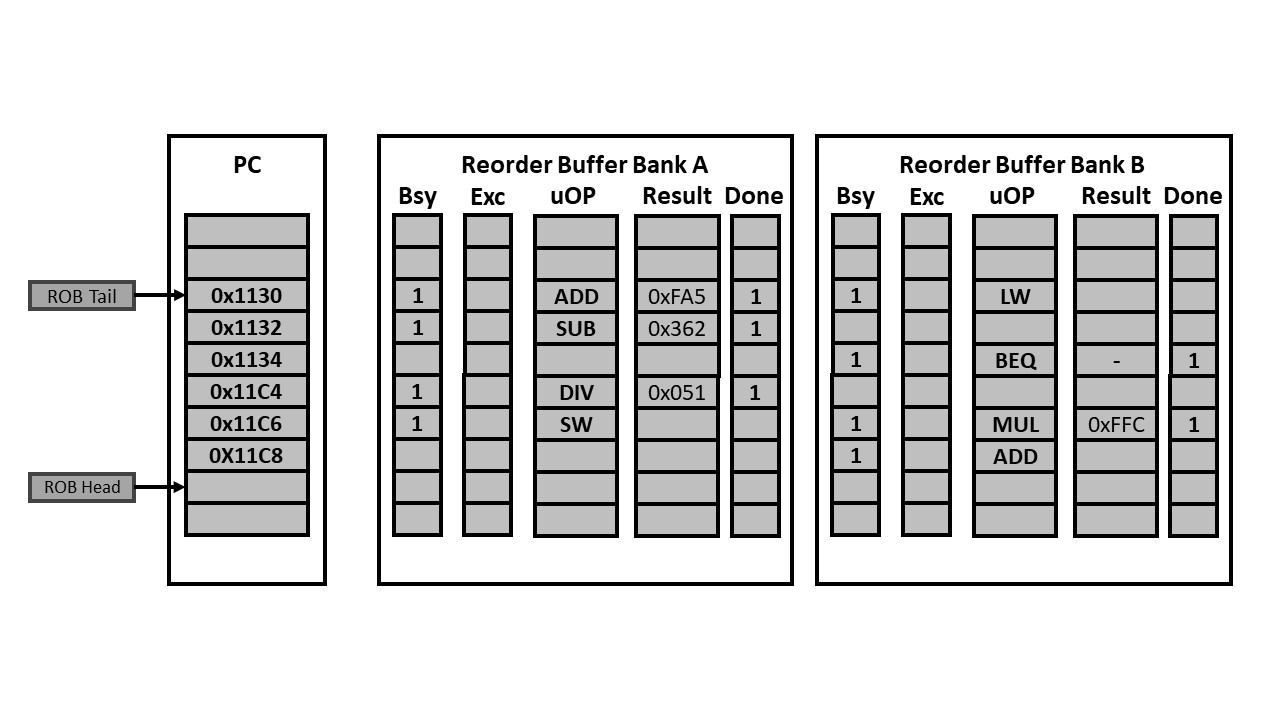 PC Reorder Buffer Bank A Reorder Buffer Bank B
Bsy Exc uOP Result Done Bsy Exc uOP Result Done
ROB Tail 0x1130 1 ADD 0xFA5 1 1 LW
0x1132 1 SUB 0x362 1
0x1134 1 BEQ - 1
0x11C4 1 DIV 0x051 1
0x11C6 1 SW 1 MUL 0xFFC 1
0X11C8 1 ADD
ROB Head